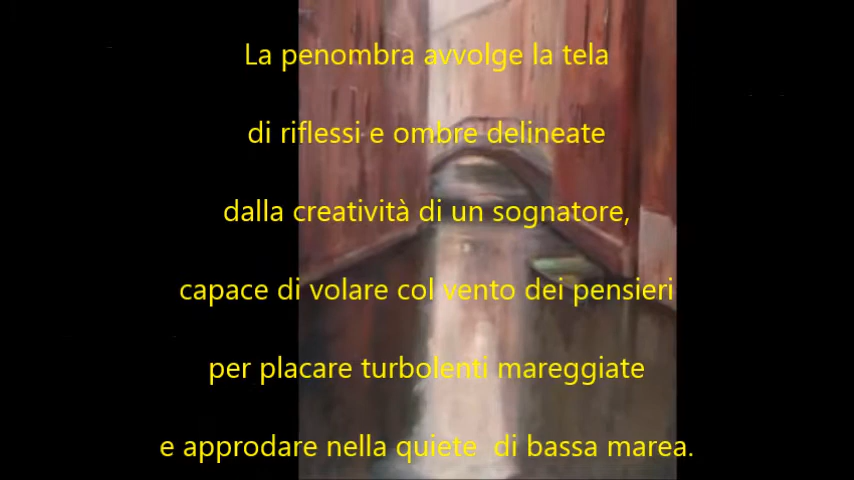 La penombra avvolge la tela
di riflessi e ombre delineate
dalla creatività di un sognatore,
capace di volare col vento dei pensieri
per placare turbolenti mareggiate
e approdare nella quiete  di bassa marea.